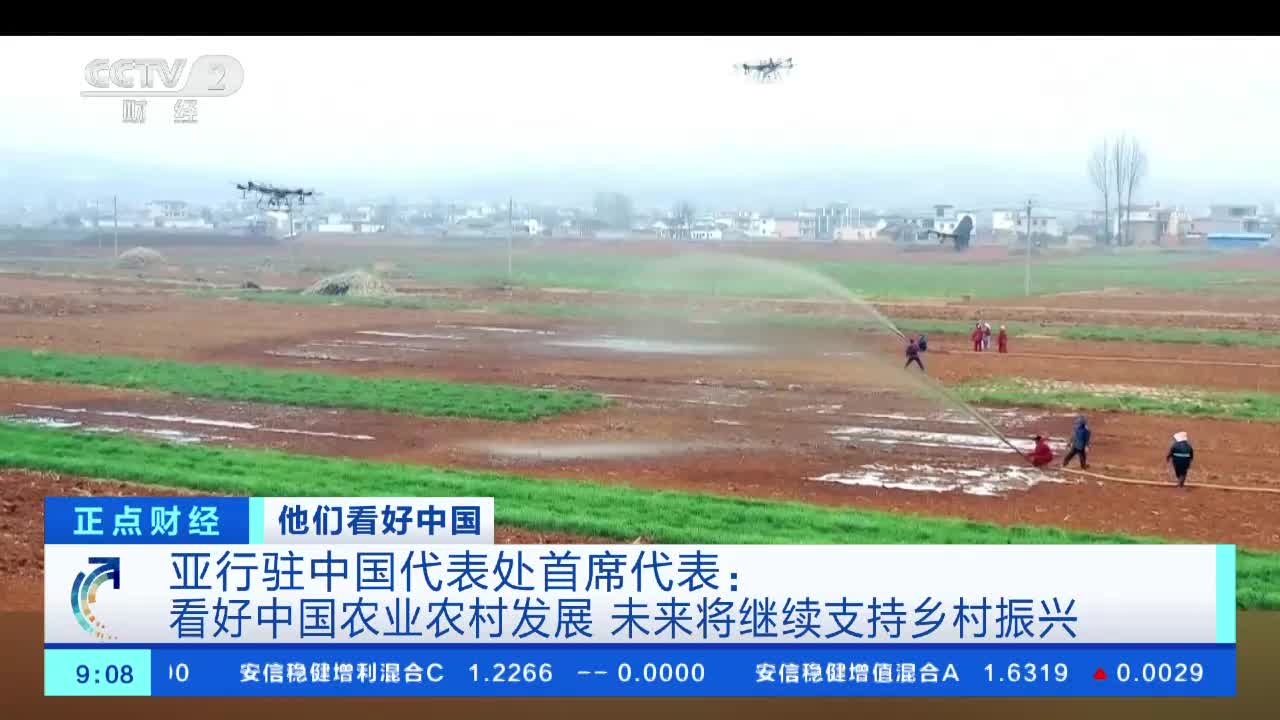 CCTV 2
财经
正点财经
他们看好中国
亚行驻中国代表处首席代表：
看好中国农业农村发展 未来将继续支持乡村振兴
9:08
安信稳健增利混合C 1.2266 -- 0.0000 安信稳健增值混合A 1.6319 ▲ 0.0029